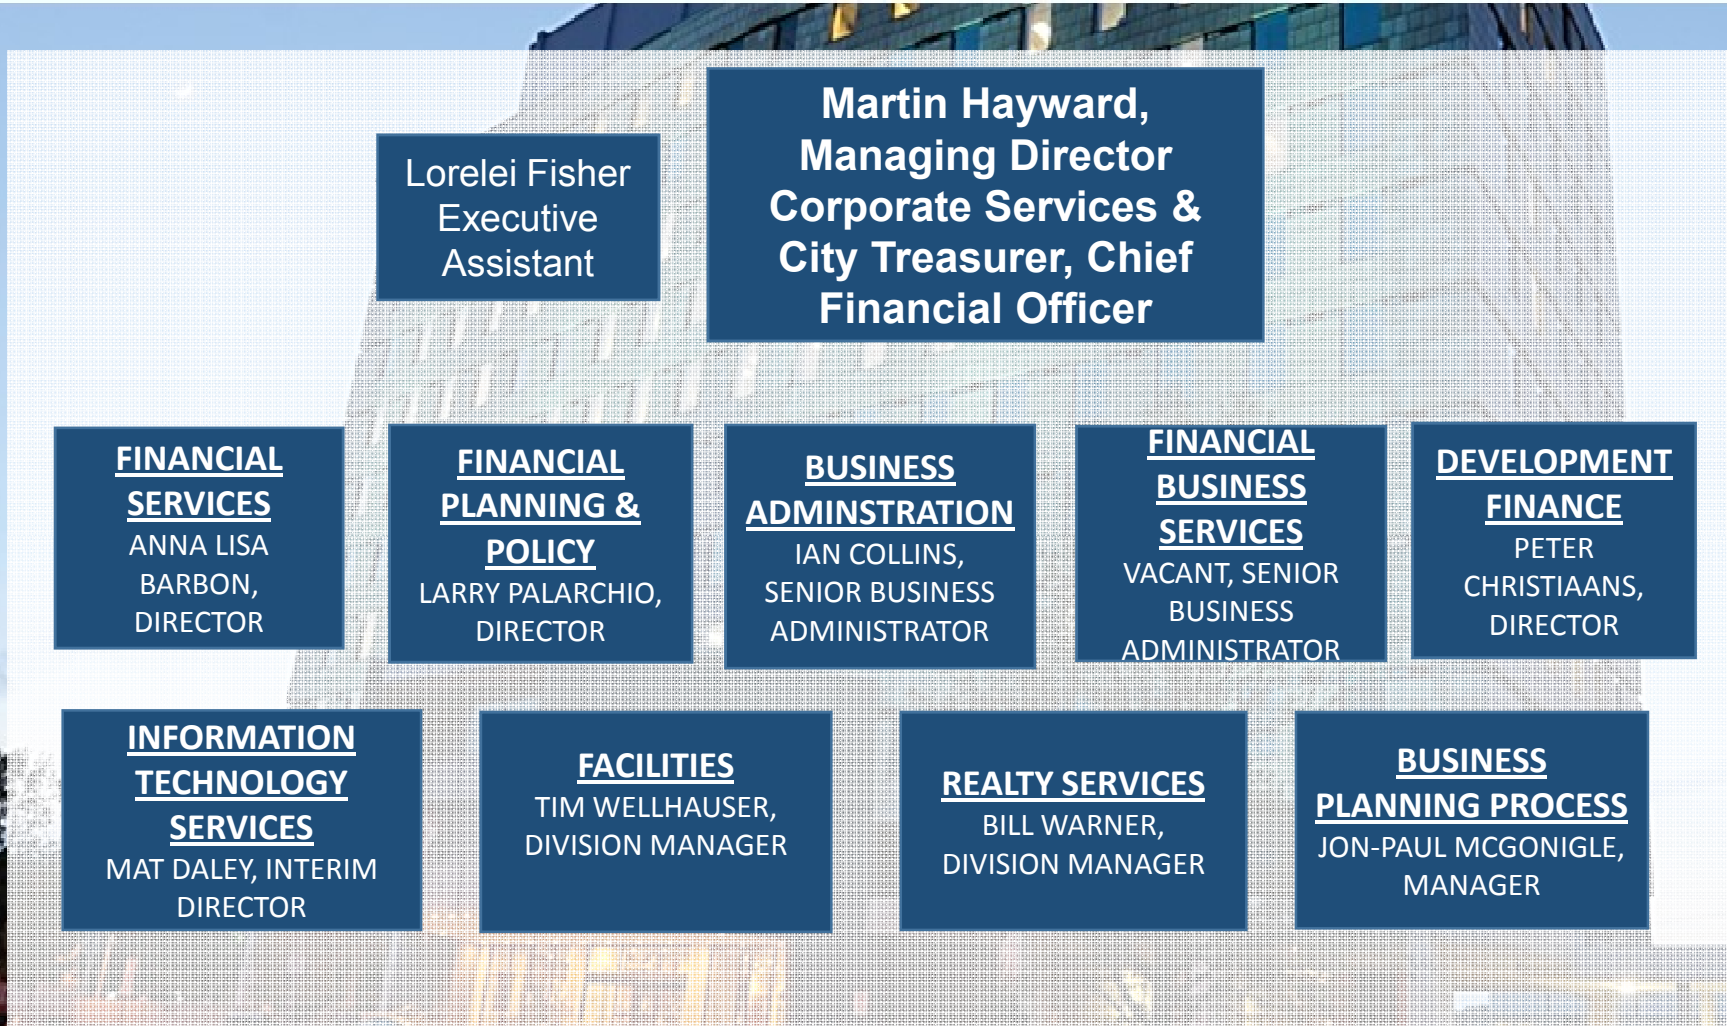 Lorelei Fisher
Executive
Assistant
Martin Hayward,
Managing Director
Corporate Services &
City Treasurer, Chief
Financial Officer
FINANCIAL
SERVICES
ANNA LISA
BARBON,
DIRECTOR
FINANCIAL
PLANNING &
POLICY
LARRY PALARCHIO,
DIRECTOR
BUSINESS
ADMINSTRATION
IAN COLLINS,
SENIOR BUSINESS
ADMINISTRATOR
FINANCIAL
BUSINESS
SERVICES
VACANT, SENIOR
BUSINESS
ADMINISTRATOR
DEVELOPMENT
FINANCE
PETER
CHRISTIAANS,
DIRECTOR
INFORMATION
TECHNOLOGY
SERVICES
MAT DALEY, INTERIM
DIRECTOR
FACILITIES
TIM WELLHAUSER,
DIVISION MANAGER
REALTY SERVICES
BILL WARNER,
DIVISION MANAGER
BUSINESS
PLANNING PROCESS
JON-PAUL MCGONIGLE,
MANAGER